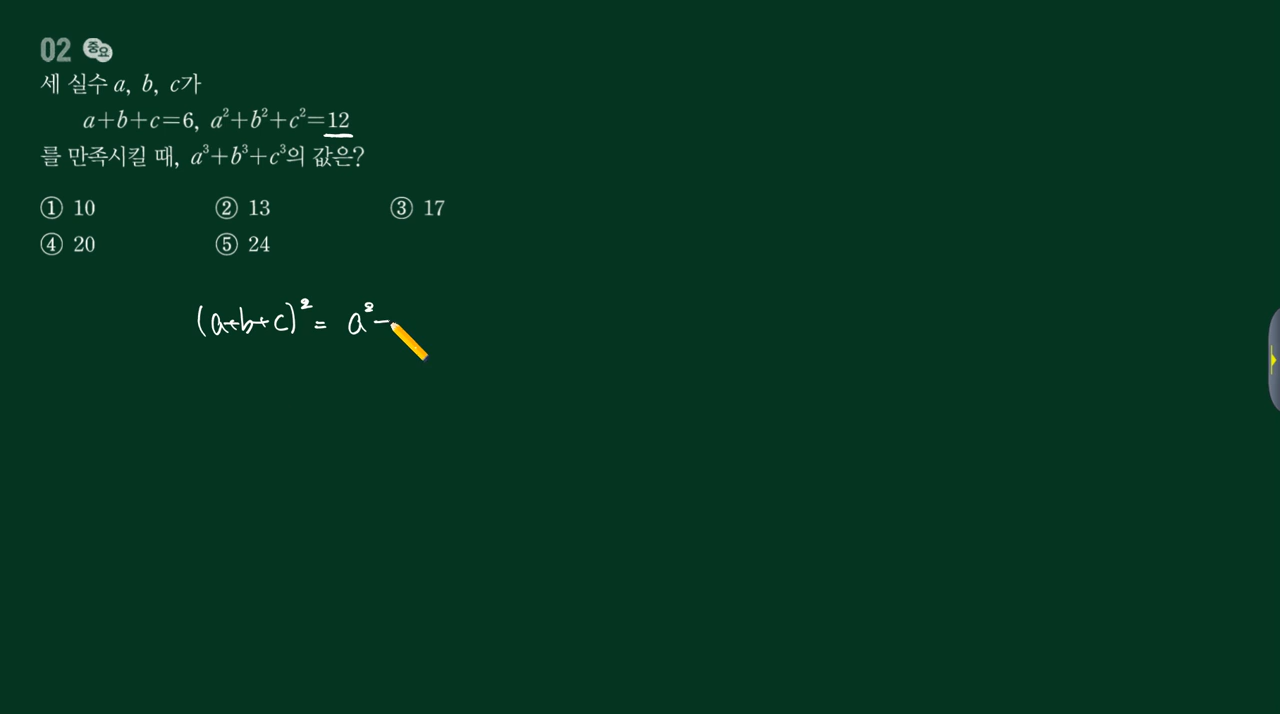 02 중요
세 실수 a, b, c가
a+b+c=6, a²+b²+c²=12
를 만족시킬 때, a³+b³+c³의 값은?
① 10 ② 13 ③ 17
④ 20 ⑤ 24
(a+b+c)² = a² −